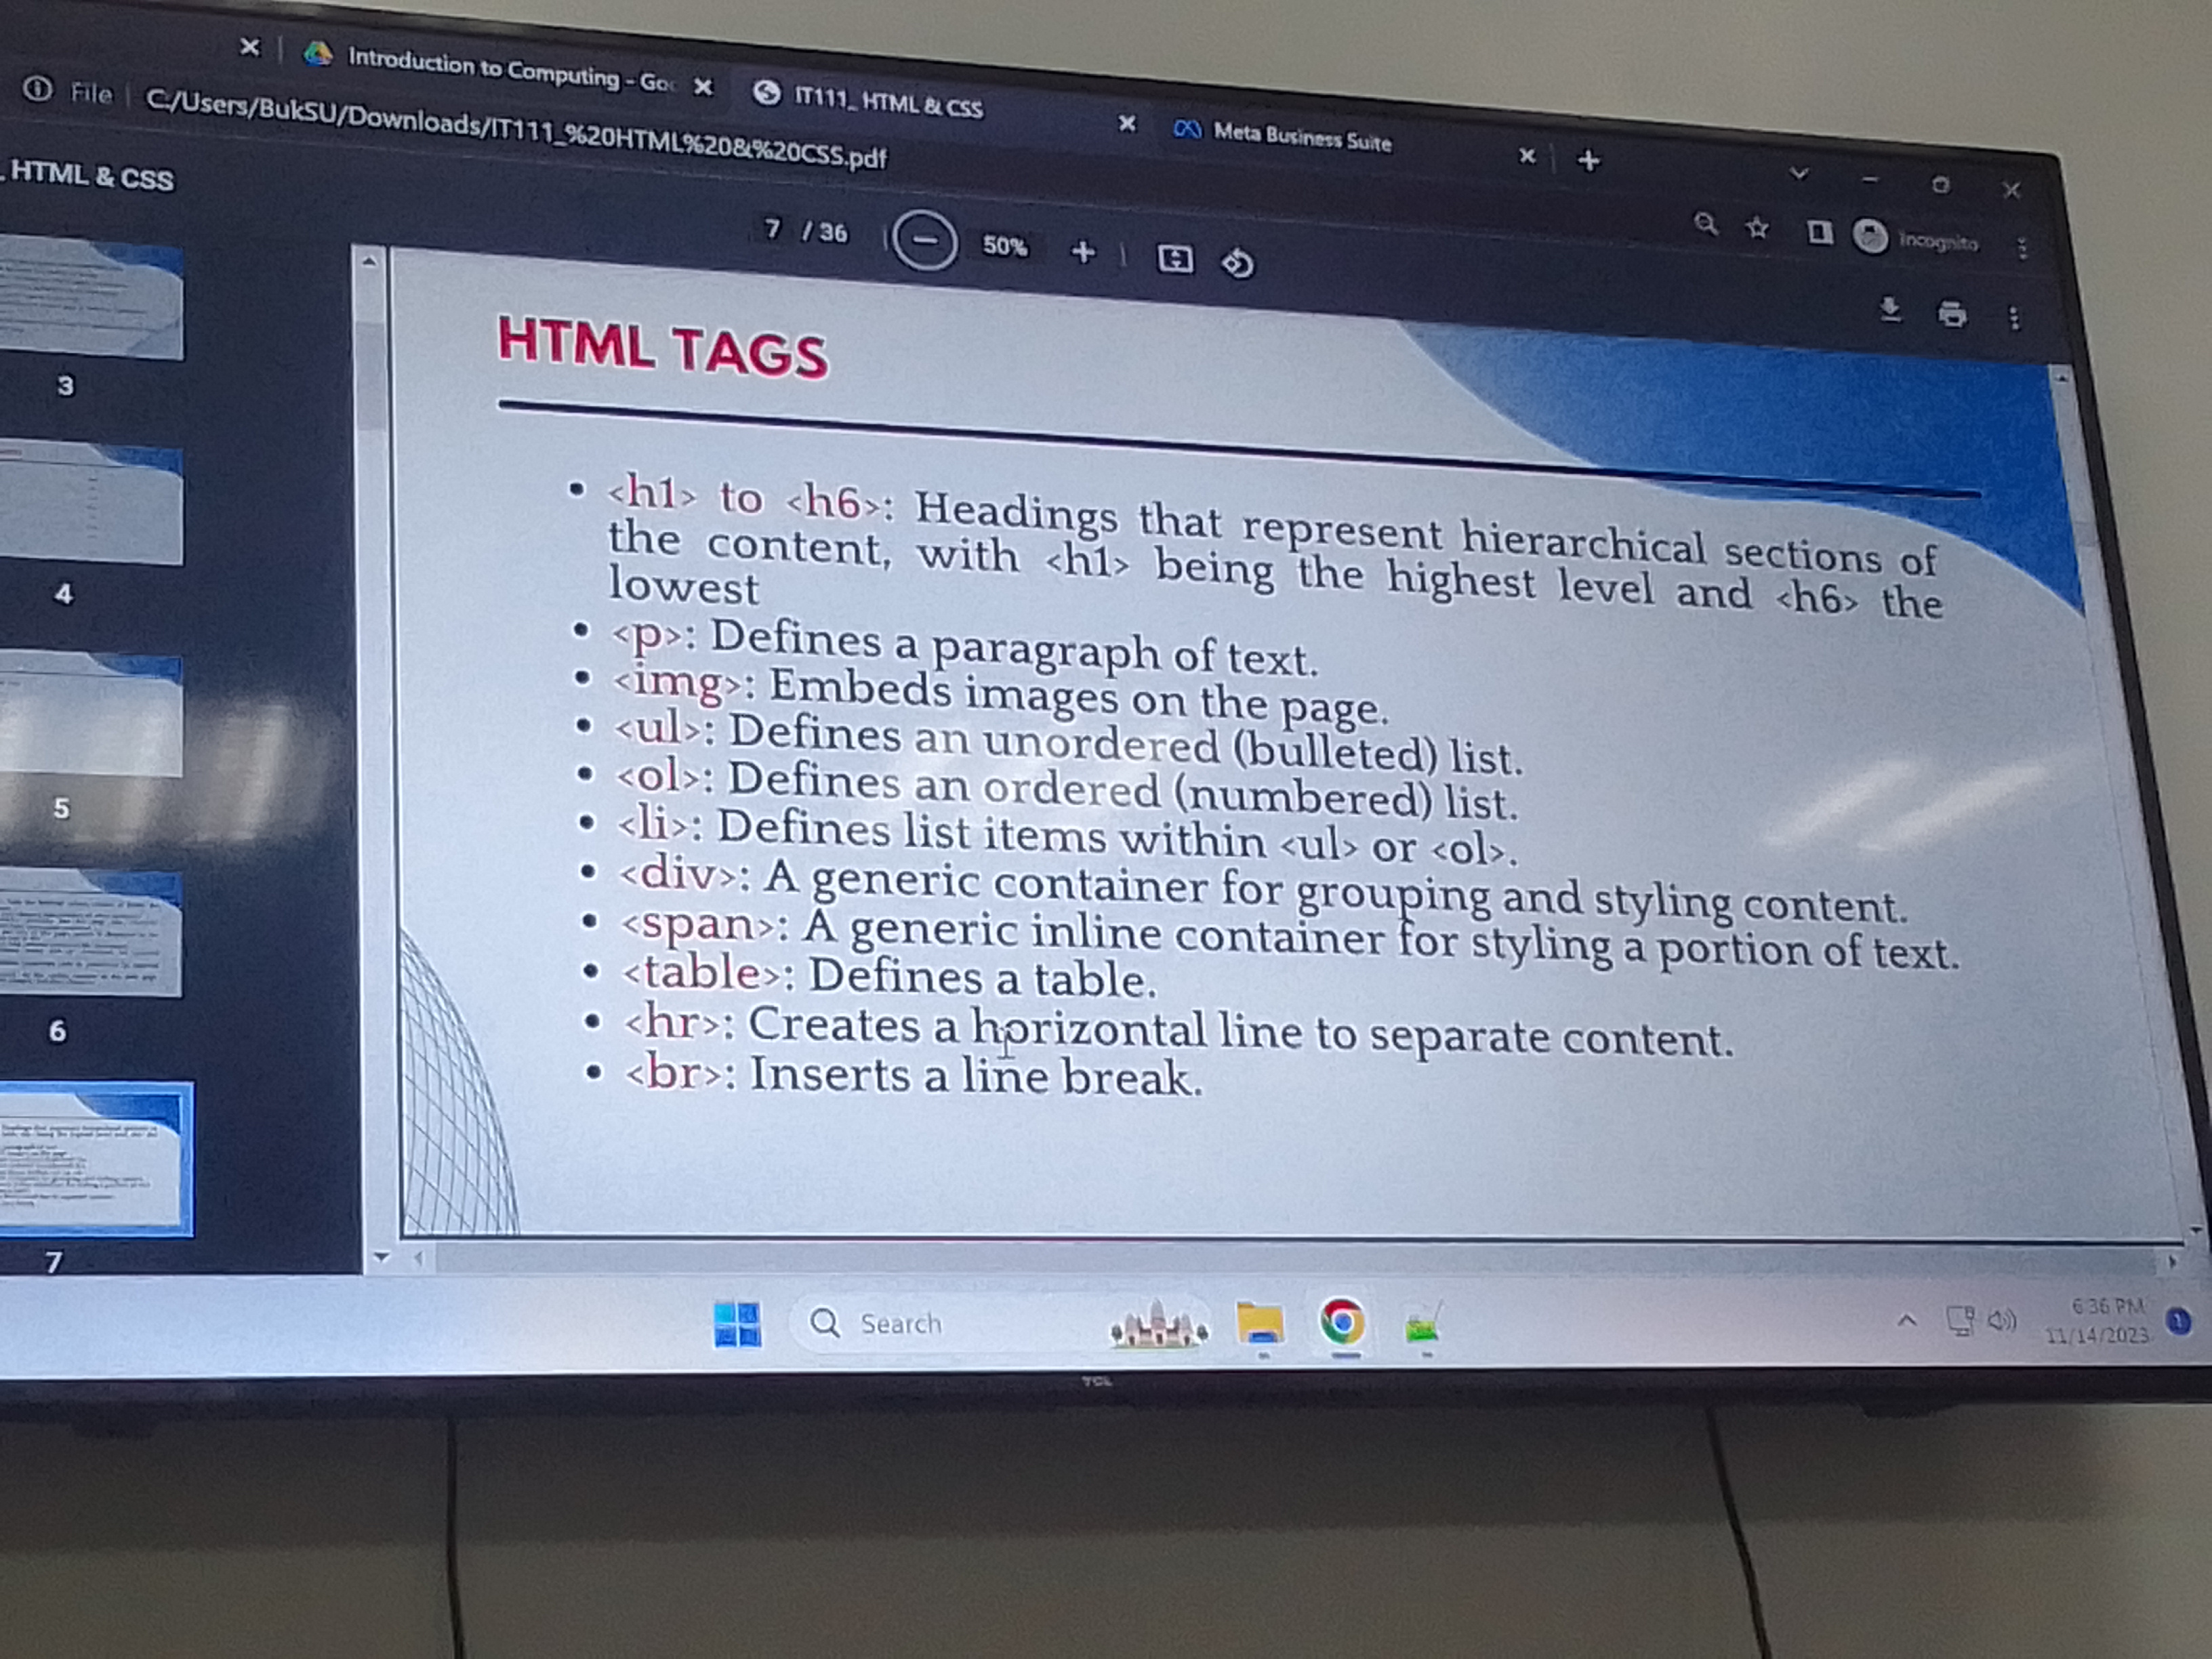 Introduction to Computing - Go
IT111_ HTML & CSS
Meta Business Suite
File
C:/Users/BukSU/Downloads/IT111_%20HTML%20&%20CSS.pdf
Incognito
HTML & CSS
7 / 36
50%
3
4
5
6
7
HTML TAGS
• <h1> to <h6>: Headings that represent hierarchical sections of
the content, with <h1> being the highest level and <h6> the
lowest
• <p>: Defines a paragraph of text.
• <img>: Embeds images on the page.
• <ul>: Defines an unordered (bulleted) list.
• <ol>: Defines an ordered (numbered) list.
• <li>: Defines list items within <ul> or <ol>.
• <div>: A generic container for grouping and styling content.
• <span>: A generic inline container for styling a portion of text.
• <table>: Defines a table.
• <hr>: Creates a horizontal line to separate content.
• <br>: Inserts a line break.
Search
6:36 PM
11/14/2023
1
TCL